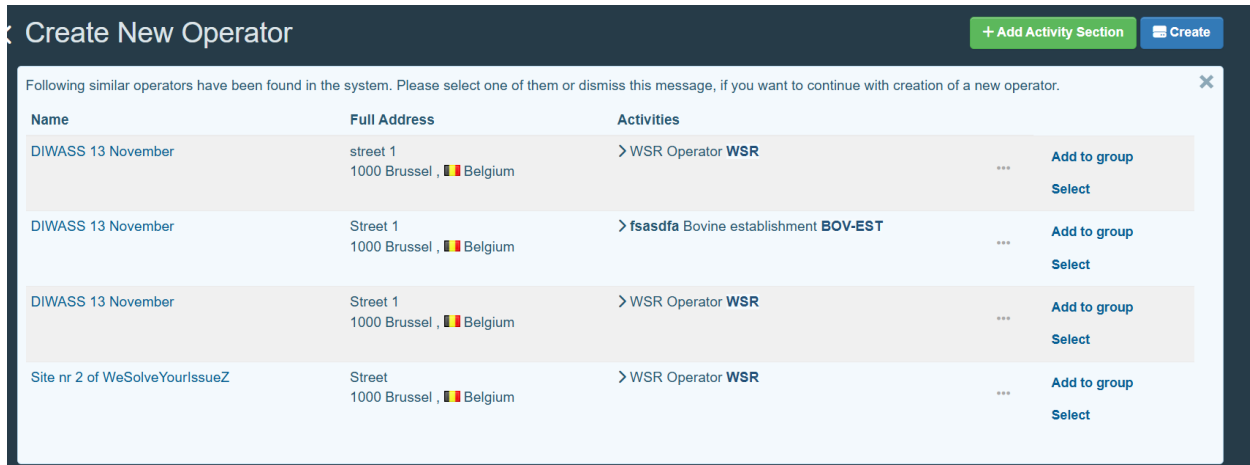 Create New Operator
+ Add Activity Section
Create
Following similar operators have been found in the system. Please select one of them or dismiss this message, if you want to continue with creation of a new operator.
Name Full Address Activities
DIWASS 13 November street 1 WSR Operator WSR
1000 Brussel , Belgium
Add to group
Select
DIWASS 13 November Street 1 fsasdfa Bovine establishment BOV-EST
1000 Brussel , Belgium
Add to group
Select
DIWASS 13 November Street 1 WSR Operator WSR
1000 Brussel , Belgium
Add to group
Select
Site nr 2 of WeSolveYourIssueZ Street WSR Operator WSR
1000 Brussel , Belgium
Add to group
Select